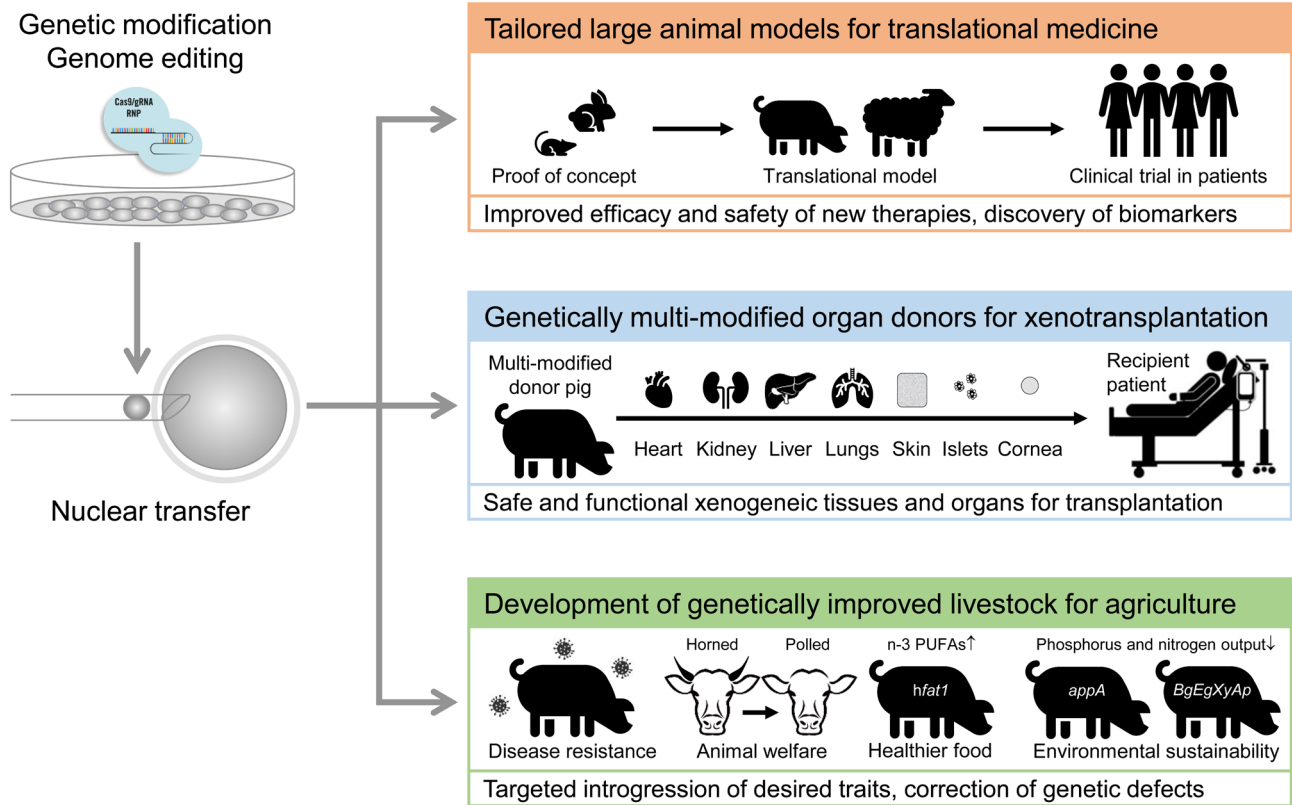 Genetic modification
Genome editing
Cas9/gRNA
RNP
Nuclear transfer
Tailored large animal models for translational medicine
Proof of concept
Translational model
Clinical trial in patients
Improved efficacy and safety of new therapies, discovery of biomarkers
Genetically multi-modified organ donors for xenotransplantation
Multi-modified
donor pig
Heart
Kidney
Liver
Lungs
Skin
Islets
Cornea
Recipient
patient
Safe and functional xenogeneic tissues and organs for transplantation
Development of genetically improved livestock for agriculture
Disease resistance
Horned
Polled
Animal welfare
n-3 PUFAs↑
hfat1
Healthier food
Phosphorus and nitrogen output↓
appA
BgEgXyAp
Environmental sustainability
Targeted introgression of desired traits, correction of genetic defects